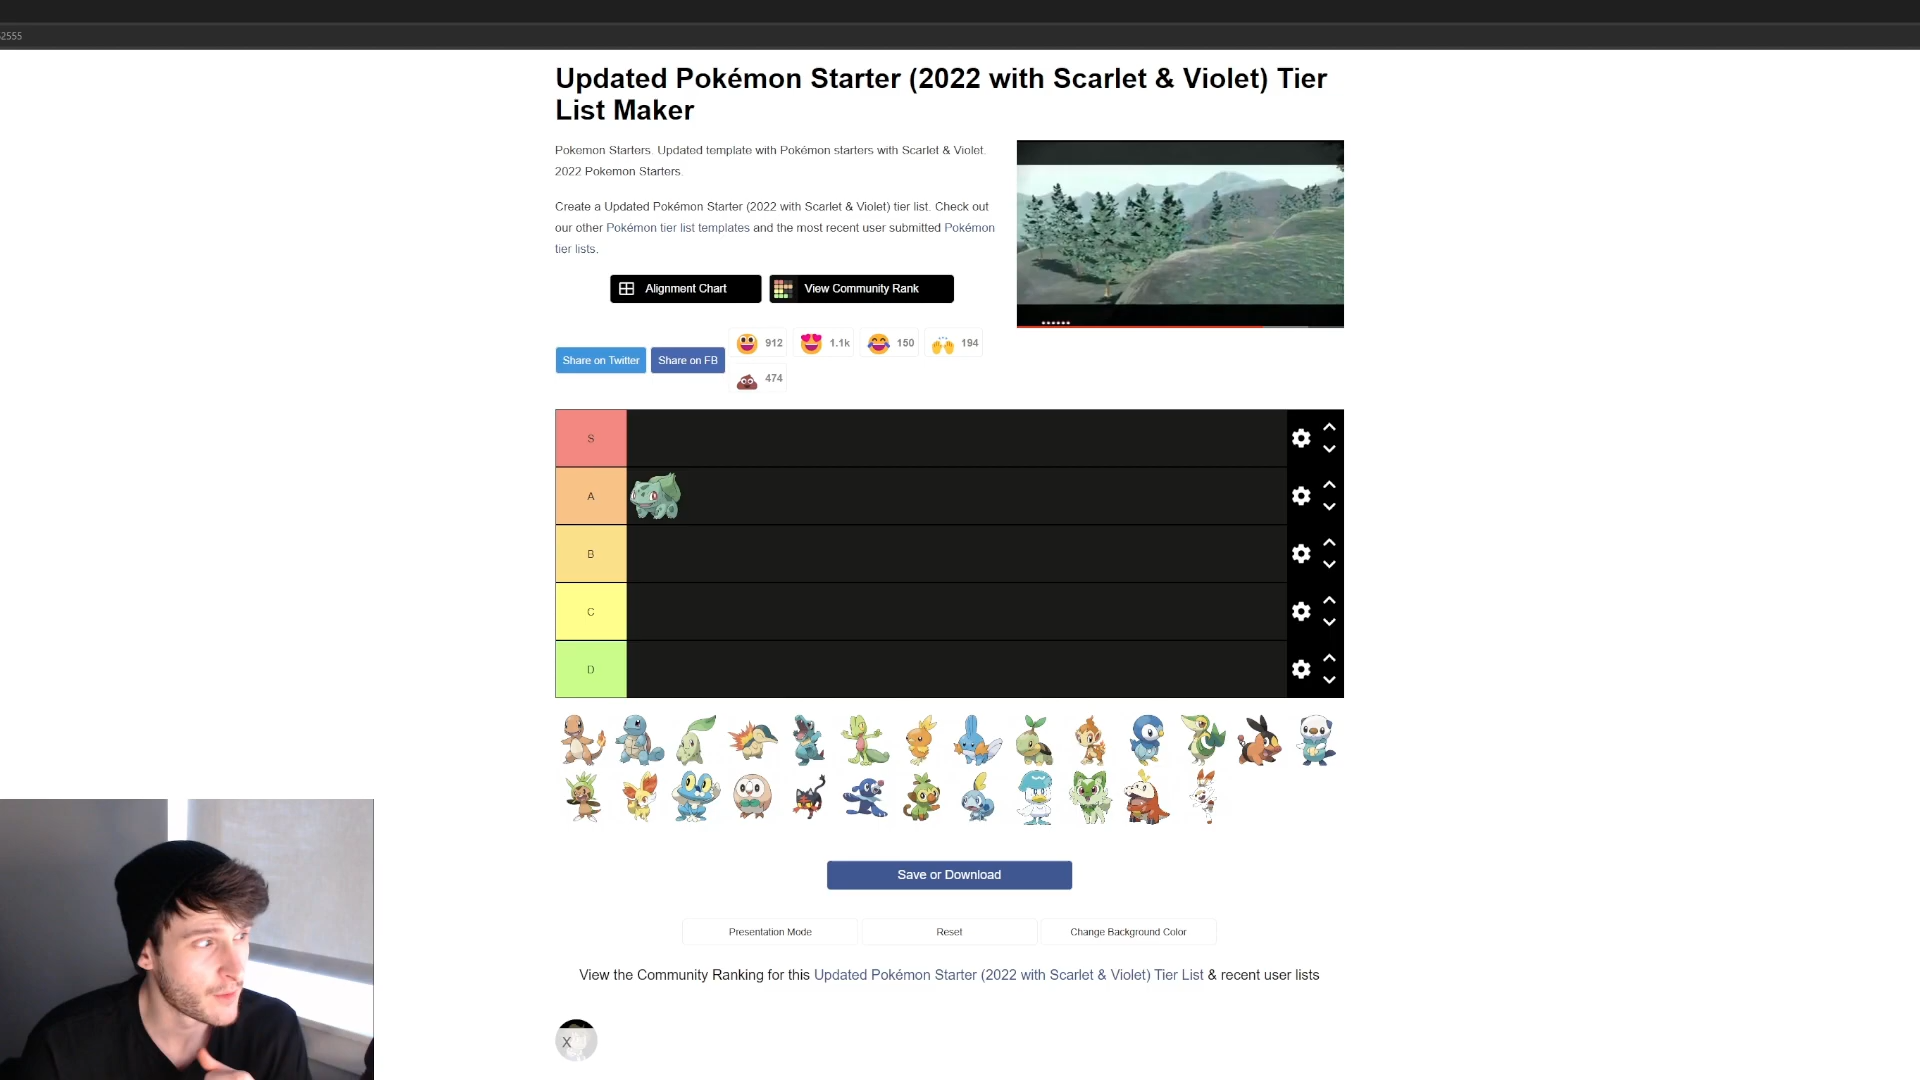 2555
Updated Pokémon Starter (2022 with Scarlet & Violet) Tier
List Maker
Pokemon Starters. Updated template with Pokémon starters with Scarlet & Violet.
2022 Pokemon Starters.
Create a Updated Pokémon Starter (2022 with Scarlet & Violet) tier list. Check out
our other Pokémon tier list templates and the most recent user submitted Pokémon
tier lists.
Alignment Chart
View Community Rank
Share on Twitter
Share on FB
912
1.1k
150
194
474
S
A
B
C
D
Save or Download
Presentation Mode
Reset
Change Background Color
View the Community Ranking for this Updated Pokémon Starter (2022 with Scarlet & Violet) Tier List & recent user lists
X